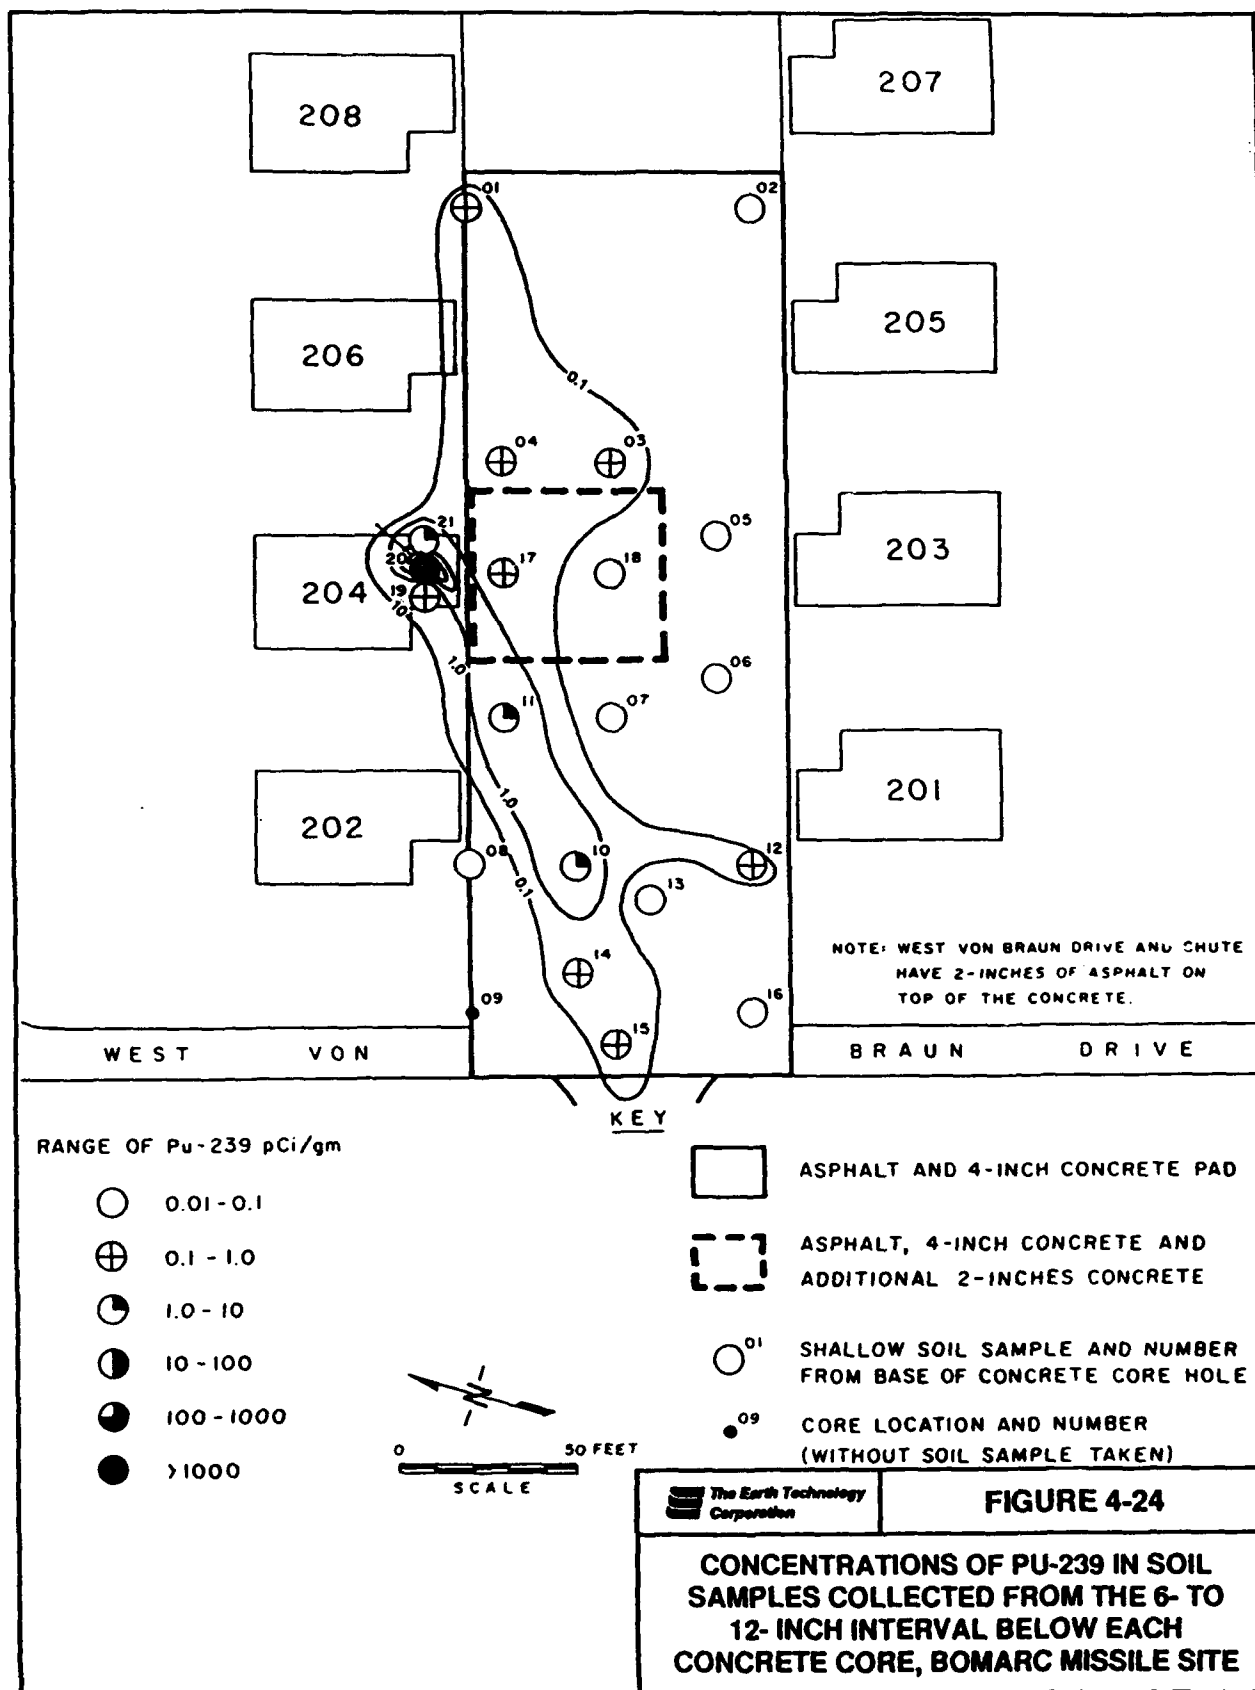 208
207
01
02
206
205
0.1
04
03
21
05
20
17
18
203
204
19
10
1.0
06
11
07
202
1.0
201
08
10
12
0.1
13
14
NOTE: WEST VON BRAUN DRIVE AND CHUTE
HAVE 2-INCHES OF ASPHALT ON
TOP OF THE CONCRETE.
09
16
15
WEST VON BRAUN DRIVE
KEY
RANGE OF Pu-239 pCi/gm
0.01-0.1
0.1 - 1.0
1.0 - 10
10 - 100
100 - 1000
>1000
ASPHALT AND 4-INCH CONCRETE PAD
ASPHALT, 4-INCH CONCRETE AND
ADDITIONAL 2-INCHES CONCRETE
01
SHALLOW SOIL SAMPLE AND NUMBER
FROM BASE OF CONCRETE CORE HOLE
09
CORE LOCATION AND NUMBER
(WITHOUT SOIL SAMPLE TAKEN)
N
0 50 FEET
SCALE
The Earth Technology
Corporation
FIGURE 4-24
CONCENTRATIONS OF PU-239 IN SOIL
SAMPLES COLLECTED FROM THE 6- TO
12- INCH INTERVAL BELOW EACH
CONCRETE CORE, BOMARC MISSILE SITE